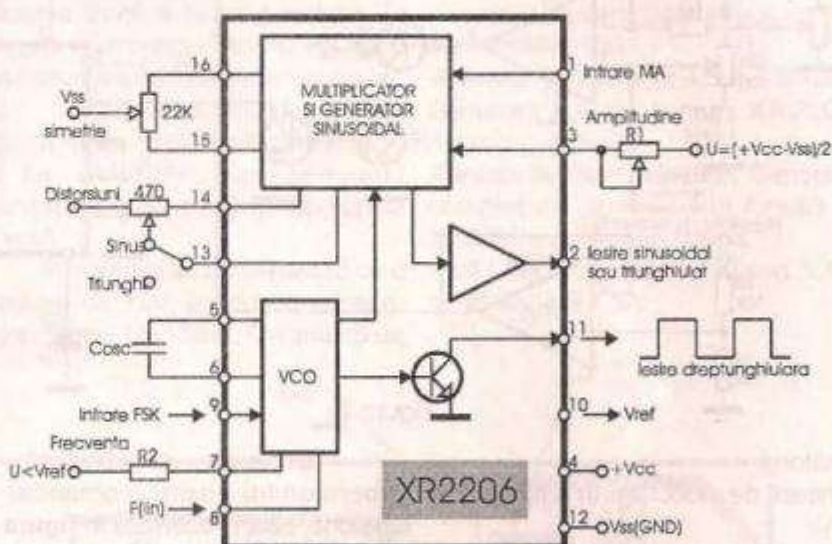 16
1
Intrare MA
MULTIPLICATOR
SI GENERATOR
SINUSOIDAL
Vss
22K
simetrie
15
3
Amplitudine
R1
U=(+Vcc-Vss)/2
Distorsiuni
470
14
Sinus
13
Triunghi
2
Iesire sinusoidal
sau triunghiular
5
Cosc
6
VCO
11
Iesire dreptunghiulara
Intrare FSK
9
10
Vref
Frecventa
U<Vref
R2
7
4
+Vcc
F(lin)
8
XR2206
12
Vss(GND)